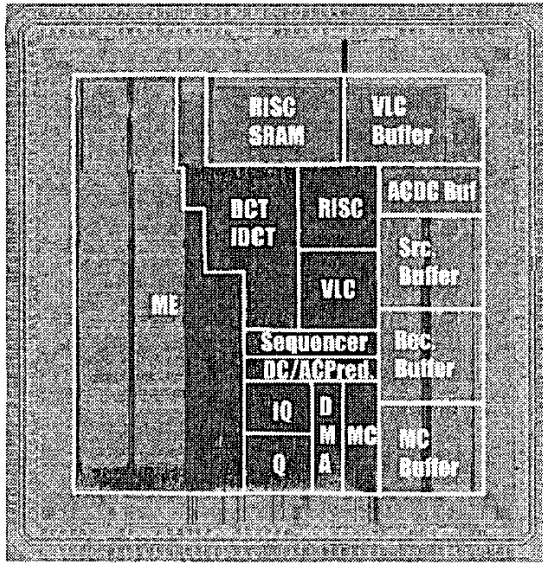 RISC
SRAM
VLC
Buffer
ACDC Buf
DCT
IDCT
RISC
Src.
Buffer
VLC
ME
Sequencer
DC/ACPred.
Rec.
Buffer
IQ
D
M
A
MC
Q
MC
Buffer